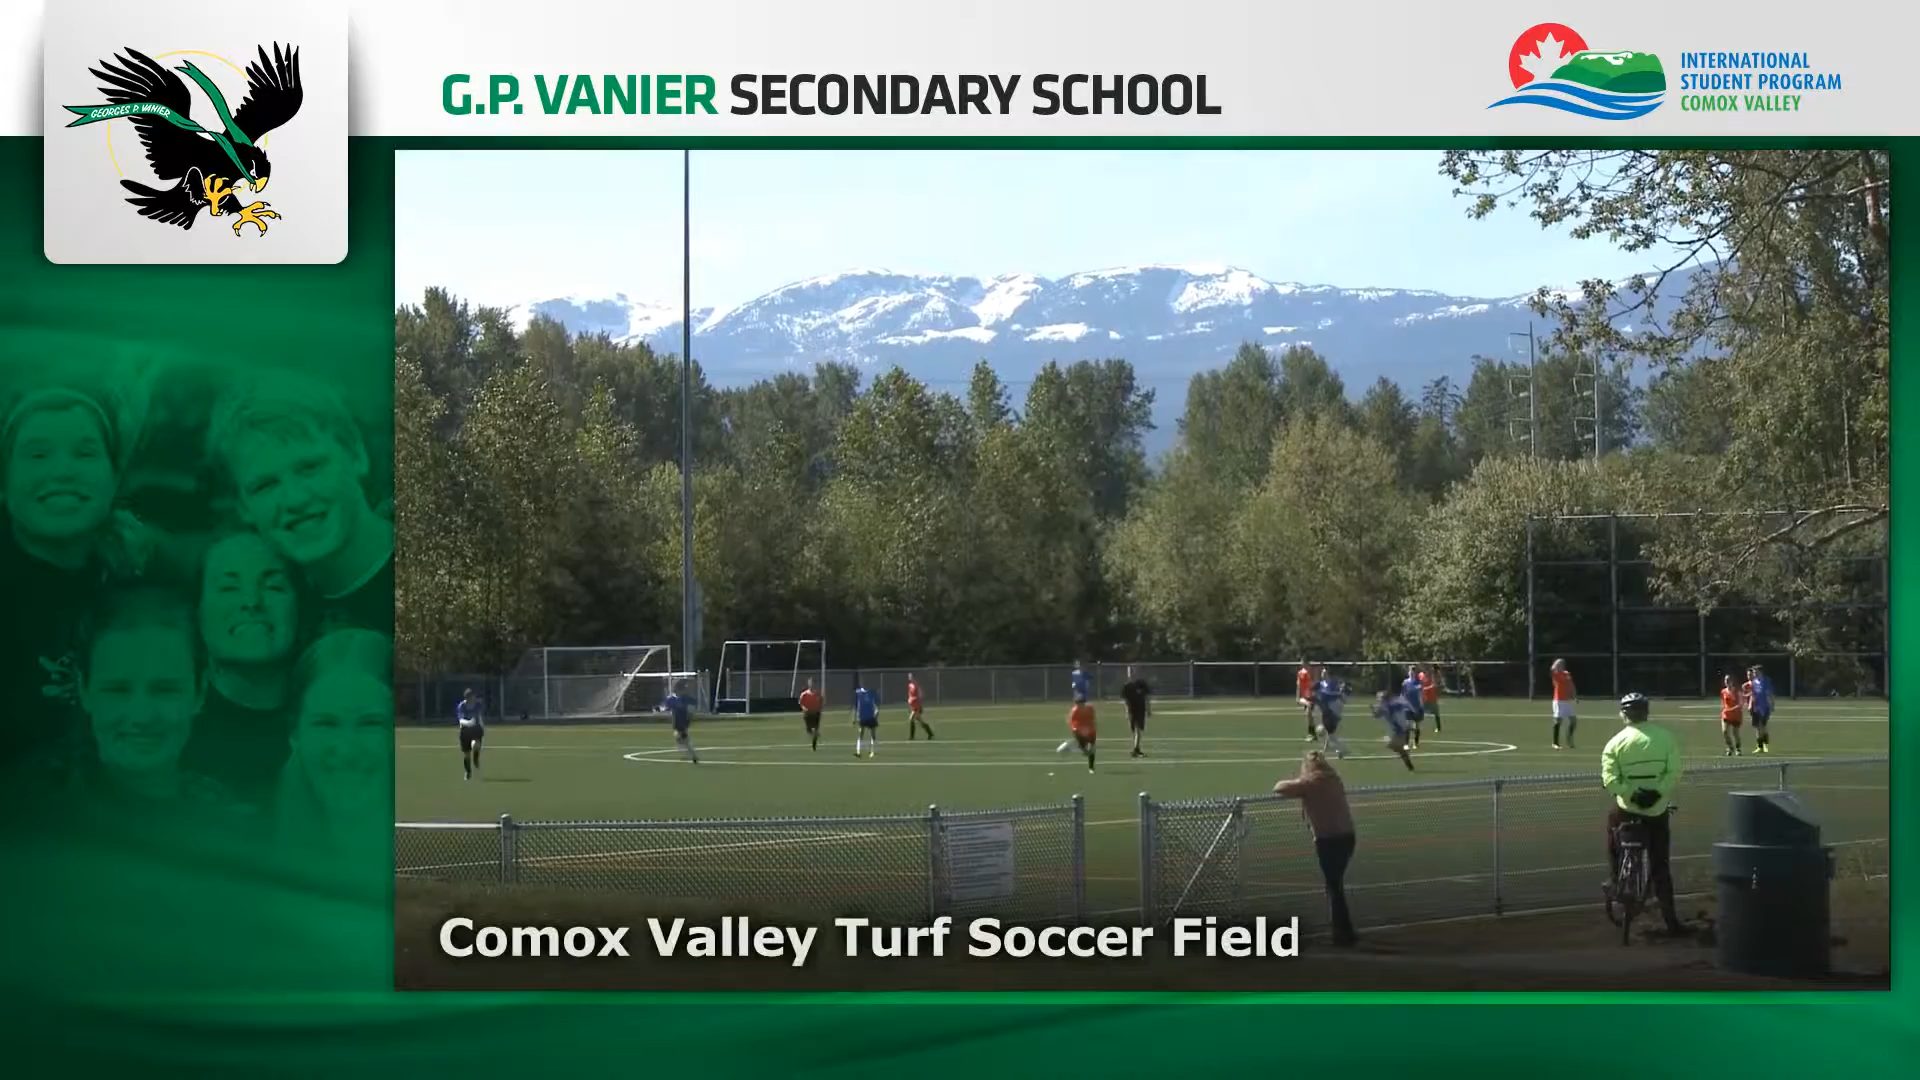 GEORGES P. VANIER
G.P. VANIER SECONDARY SCHOOL
INTERNATIONAL
STUDENT PROGRAM
COMOX VALLEY
Comox Valley Turf Soccer Field